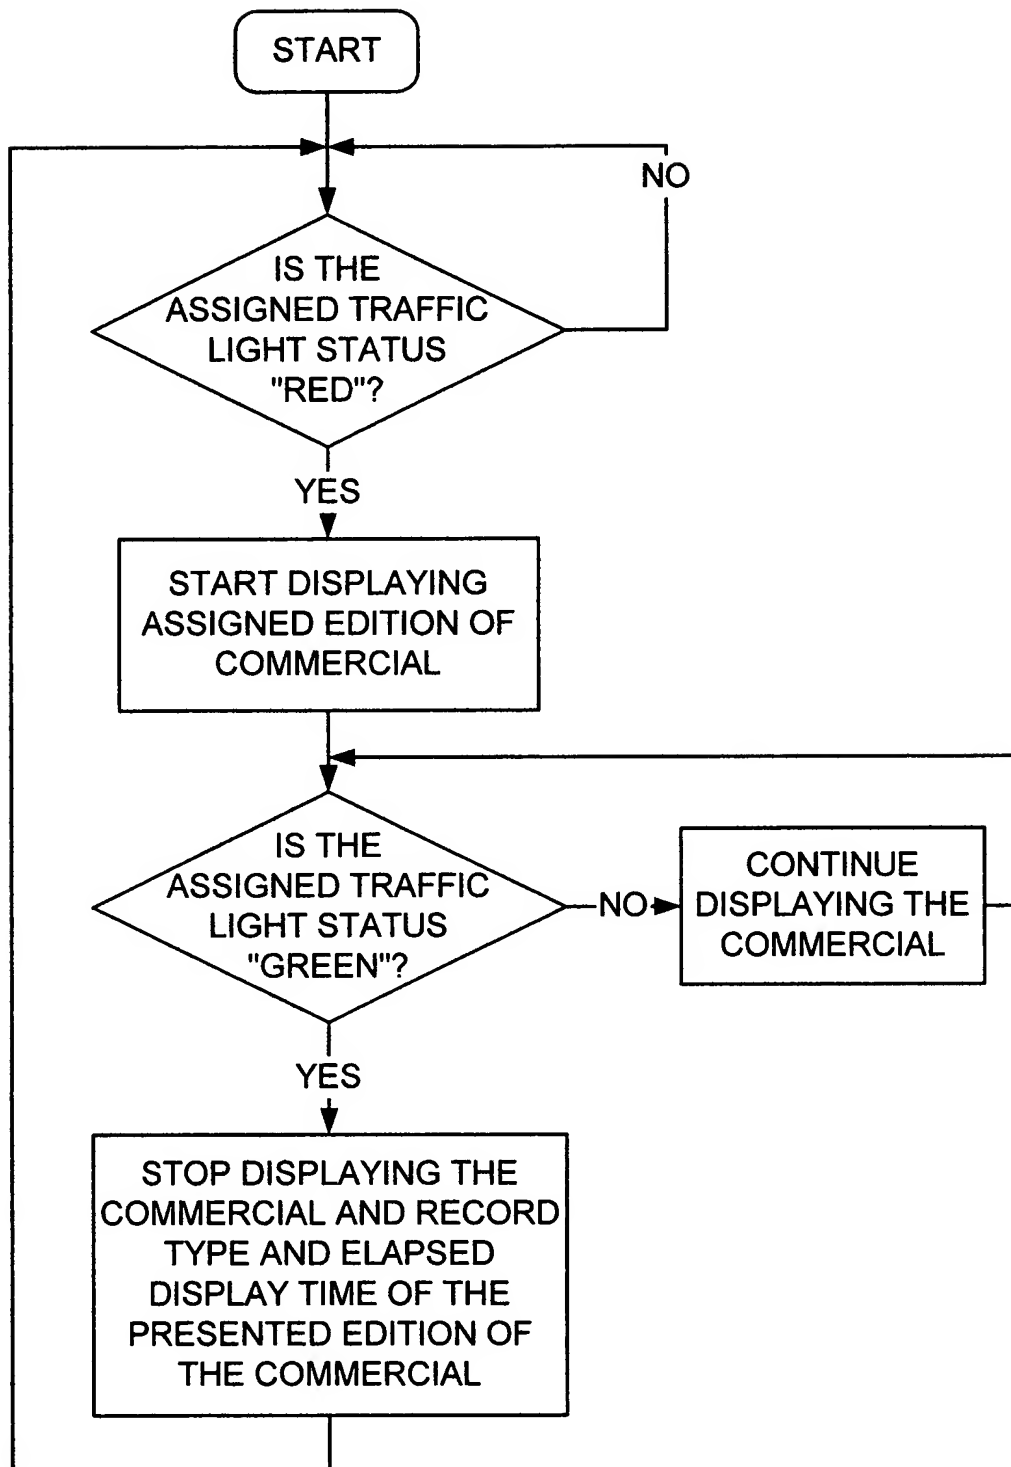 START
NO
IS THE
ASSIGNED TRAFFIC
LIGHT STATUS
"RED"?
YES
START DISPLAYING
ASSIGNED EDITION OF
COMMERCIAL
IS THE
ASSIGNED TRAFFIC
LIGHT STATUS
"GREEN"?
NO
CONTINUE
DISPLAYING THE
COMMERCIAL
YES
STOP DISPLAYING THE
COMMERCIAL AND RECORD
TYPE AND ELAPSED
DISPLAY TIME OF THE
PRESENTED EDITION OF
THE COMMERCIAL